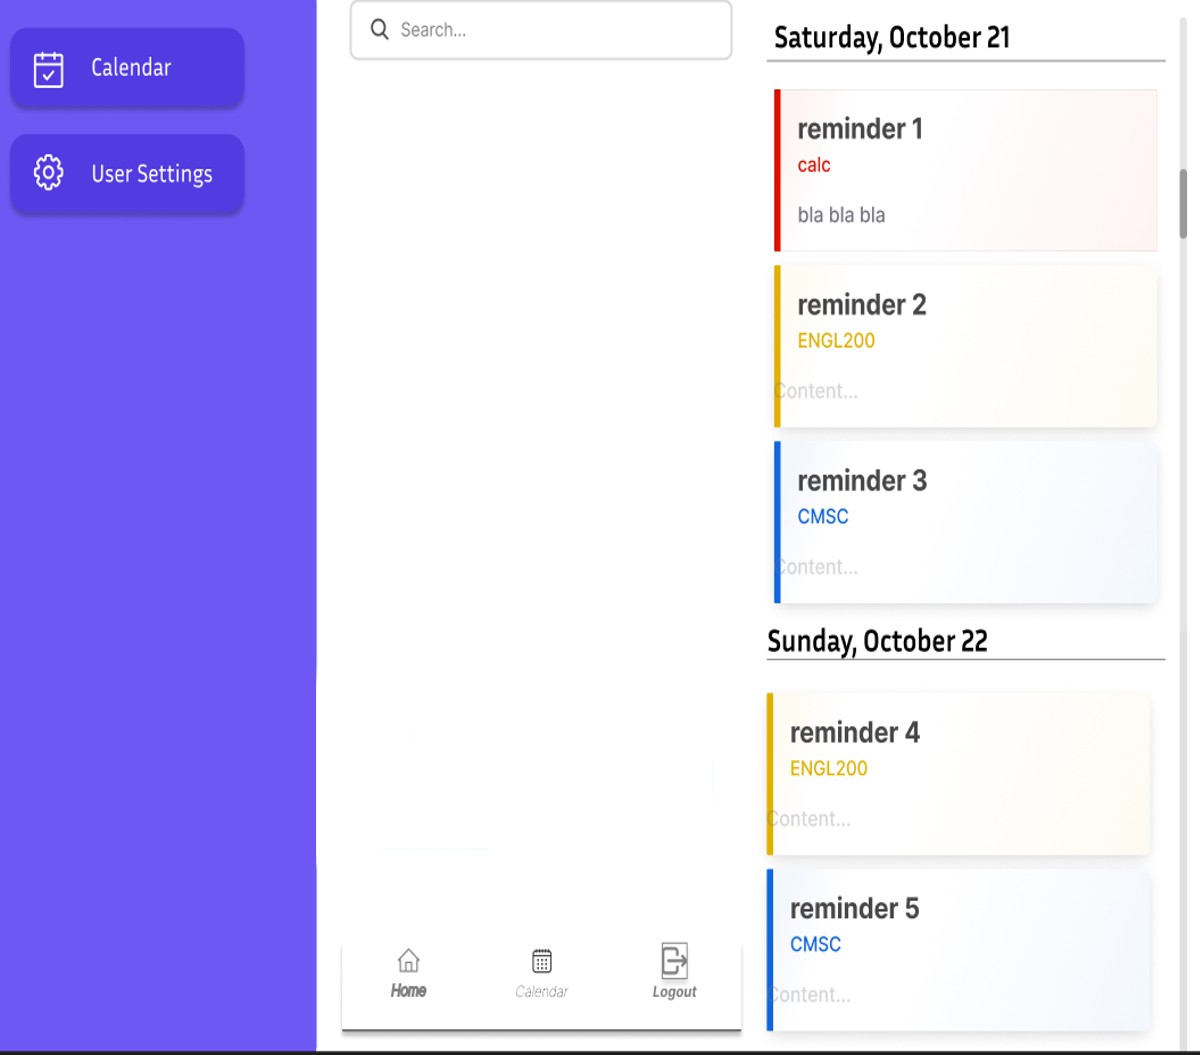 Calendar
User Settings
Search...
Home
Calendar
Logout
Saturday, October 21
reminder 1
calc
bla bla bla
reminder 2
ENGL200
Content...
reminder 3
CMSC
Content...
Sunday, October 22
reminder 4
ENGL200
Content...
reminder 5
CMSC
Content...